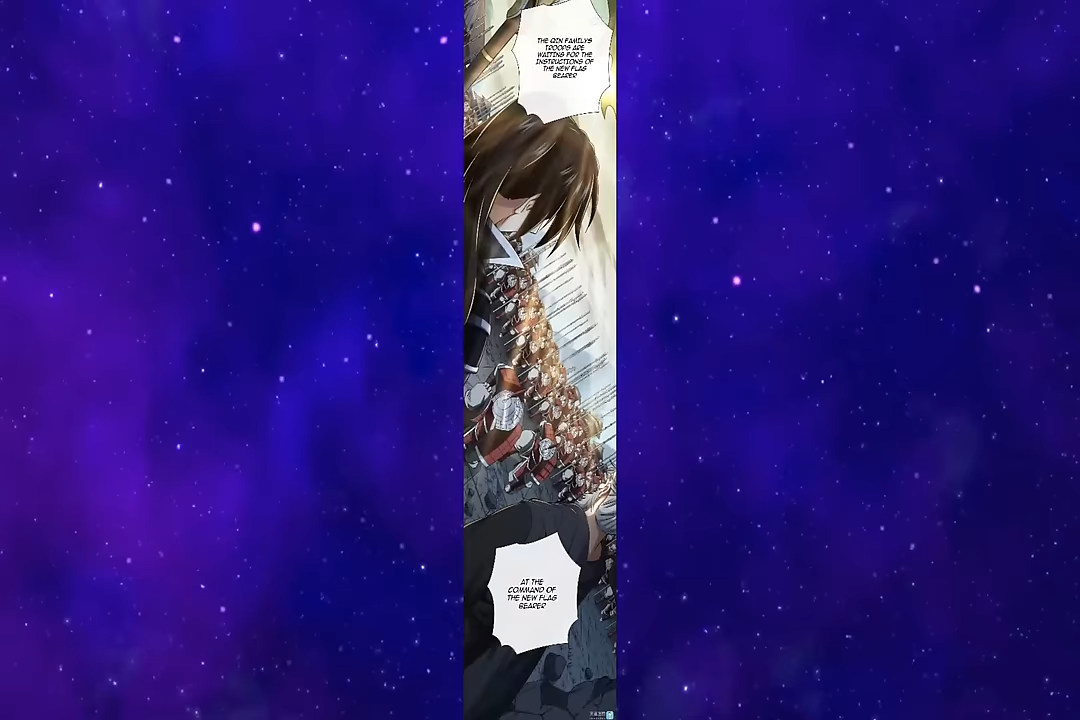 THE QIN FAMILYS
TROOPS ARE
WAITING FOR THE
INSTRUCTIONS OF
THE NEW FLAG
BEARER
AT THE
COMMAND OF
THE NEW FLAG
BEARER